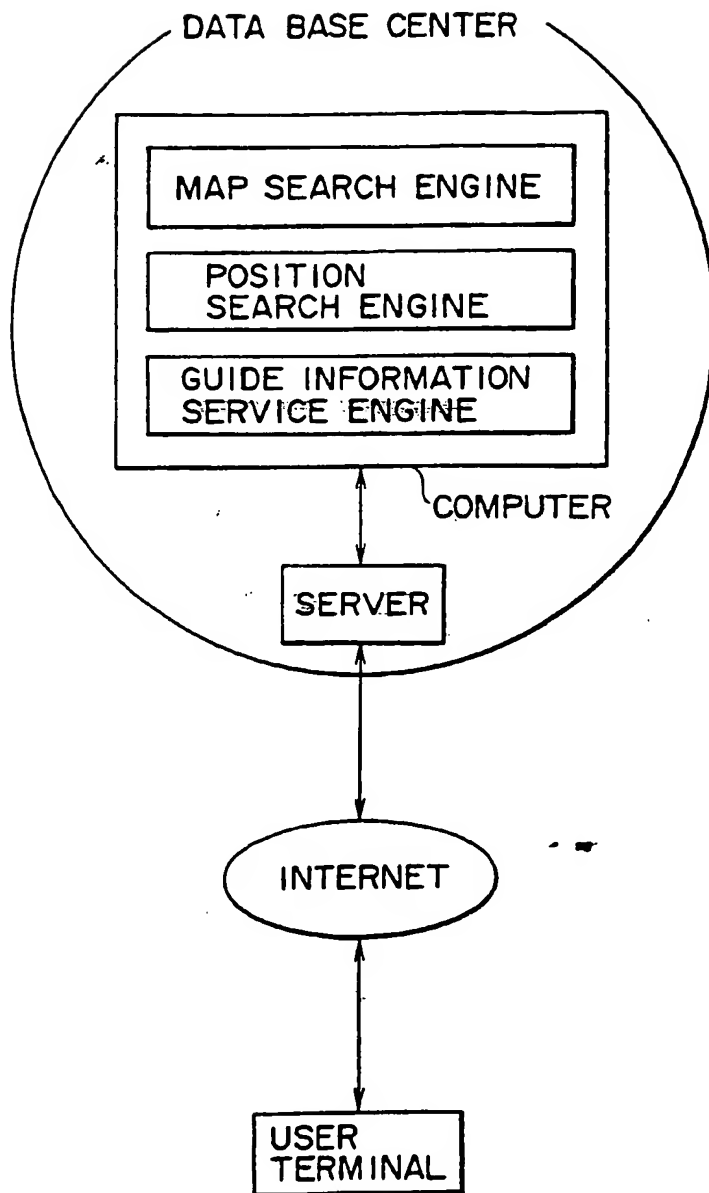 DATA BASE CENTER
MAP SEARCH ENGINE
POSITION
SEARCH ENGINE
GUIDE INFORMATION
SERVICE ENGINE
COMPUTER
SERVER
INTERNET
USER
TERMINAL